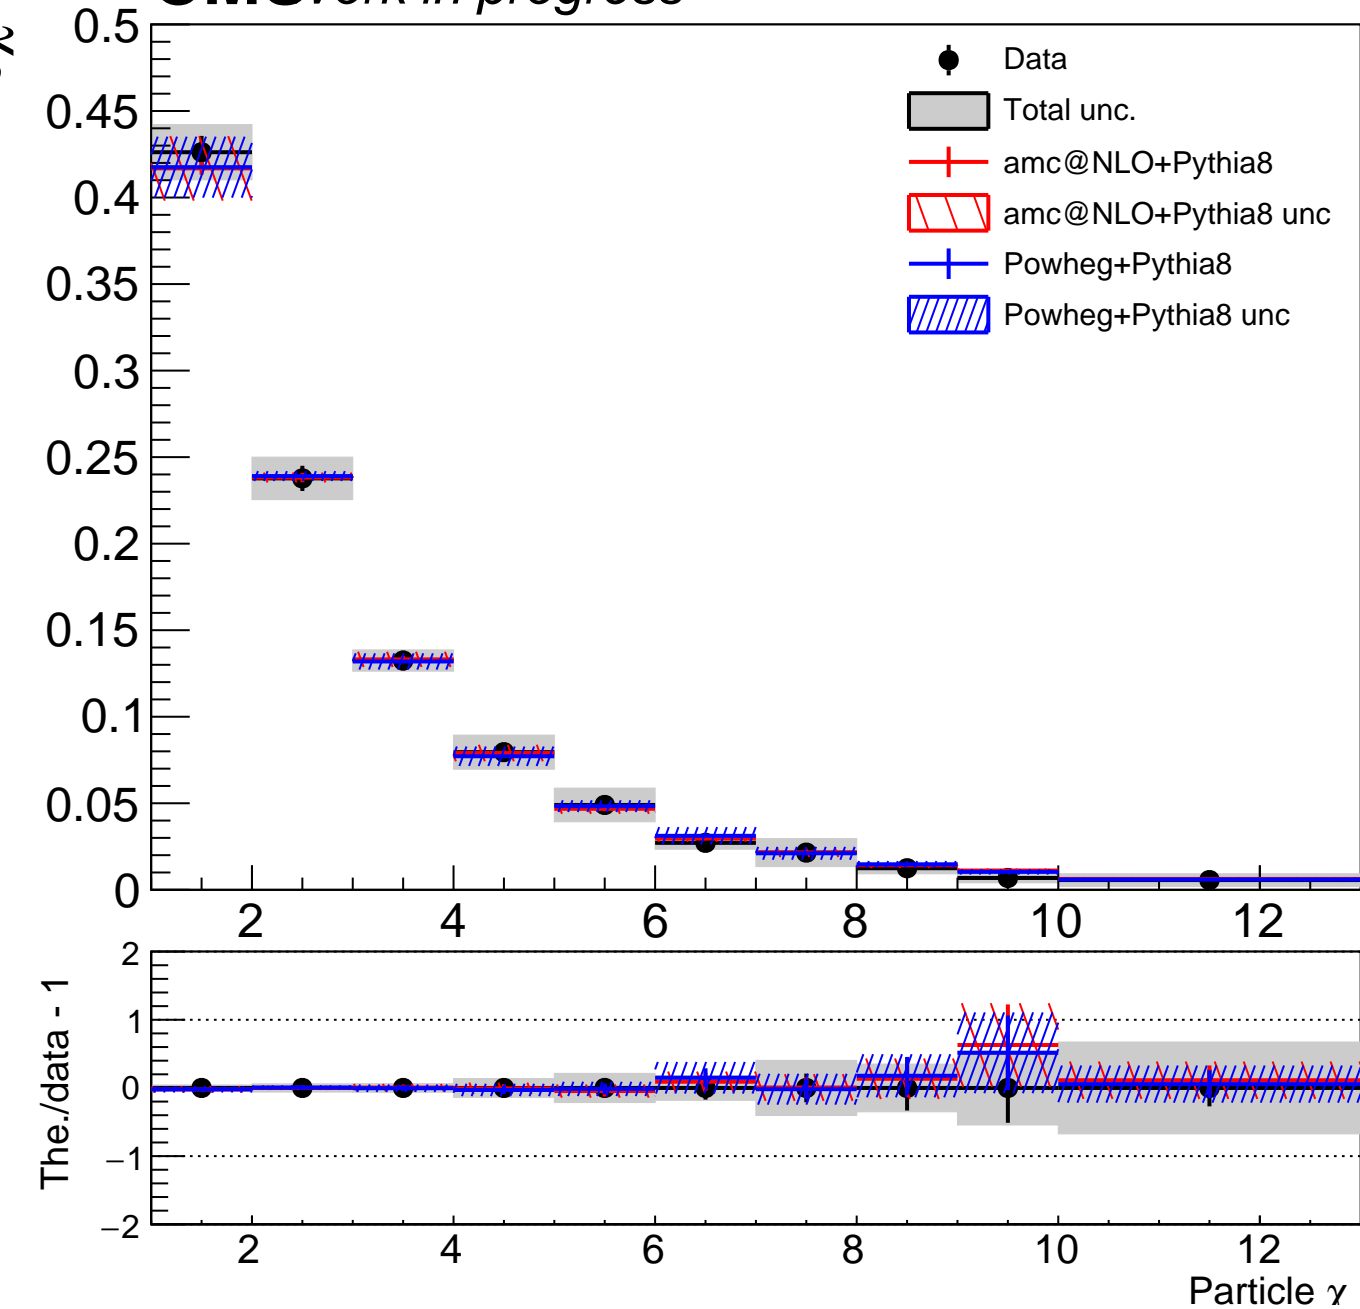 in progress
χ
0.5
0.45
0.4
0.35
0.3
0.25
0.2
0.15
0.1
0.05
0
Data
Total unc.
amc@NLO+Pythia8
amc@NLO+Pythia8 unc
Powheg+Pythia8
Powheg+Pythia8 unc
2 4 6 8 10 12
The./data - 1
2
1
0
−1
−2
2 4 6 8 10 12
Particle χ